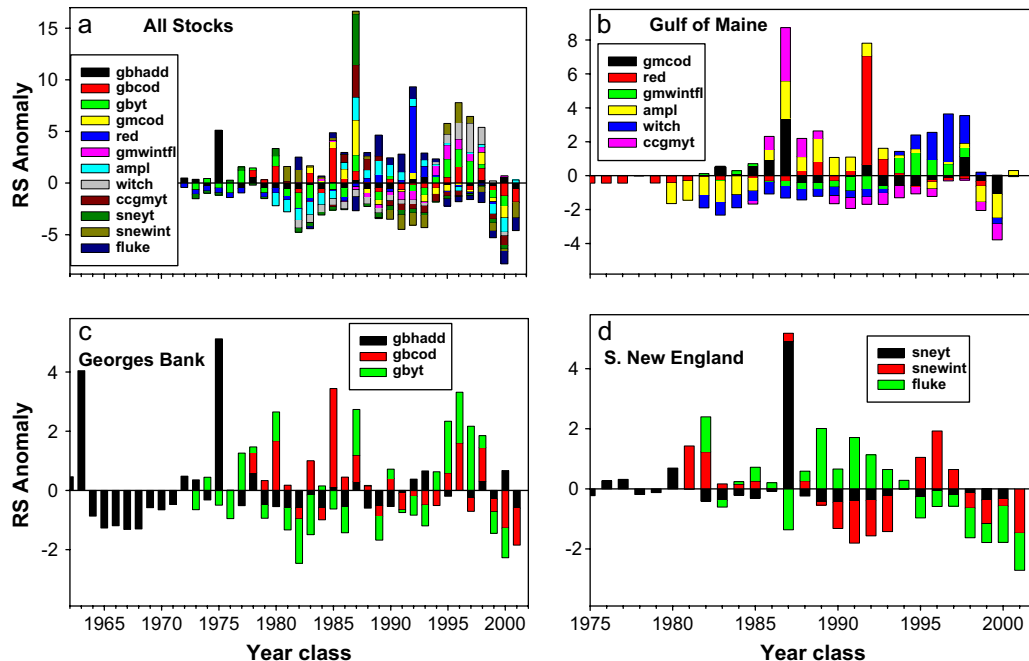 a
All Stocks
gbhadd
gbcod
gbyt
gmcod
red
gmwintfl
ampl
witch
ccgmyt
sneyt
snewint
fluke
RS Anomaly
15
10
5
0
-5
b
Gulf of Maine
gmcod
red
gmwintfl
ampl
witch
ccgmyt
8
6
4
2
0
-2
-4
c
Georges Bank
gbhadd
gbcod
gbyt
RS Anomaly
4
2
0
-2
1965 1970 1975 1980 1985 1990 1995 2000
Year class
d
S. New England
sneyt
snewint
fluke
4
2
0
-2
1975 1980 1985 1990 1995 2000
Year class